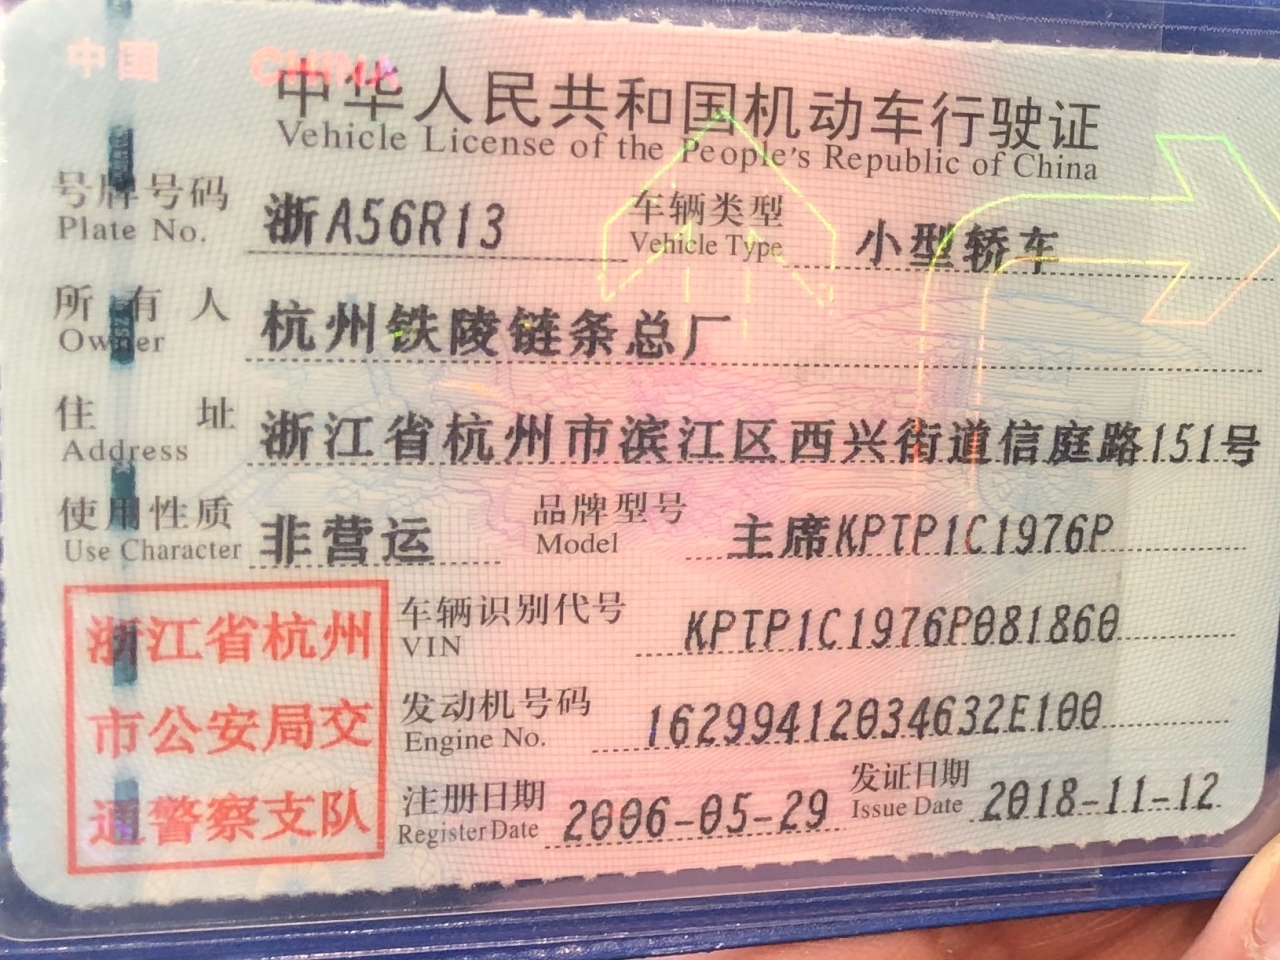 中国 CHINA
中华人民共和国机动车行驶证
Vehicle License of the People's Republic of China
号牌号码 浙A56R13 车辆类型 小型轿车
Plate No. Vehicle Type
所有人 杭州铁陵链条总厂
Owner
住址 浙江省杭州市滨江区西兴街道信庭路151号
Address
使用性质 非营运 品牌型号 主席KPTP1C1976P
Use Character Model
浙江省杭州
市公安局交
通警察支队
车辆识别代号 KPTP1C1976P081860
VIN
发动机号码 16299412034632E100
Engine No.
注册日期 2006-05-29 发证日期 2018-11-12
Register Date Issue Date